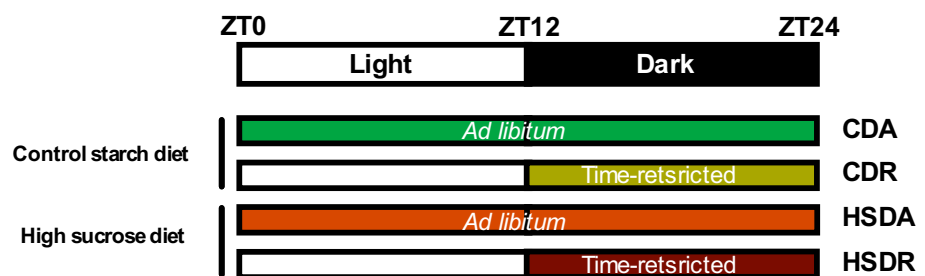 ZT0 ZT12 ZT24
Light Dark
Control starch diet
Ad libitum CDA
Time-retsricted CDR
High sucrose diet
Ad libitum HSDA
Time-retsricted HSDR